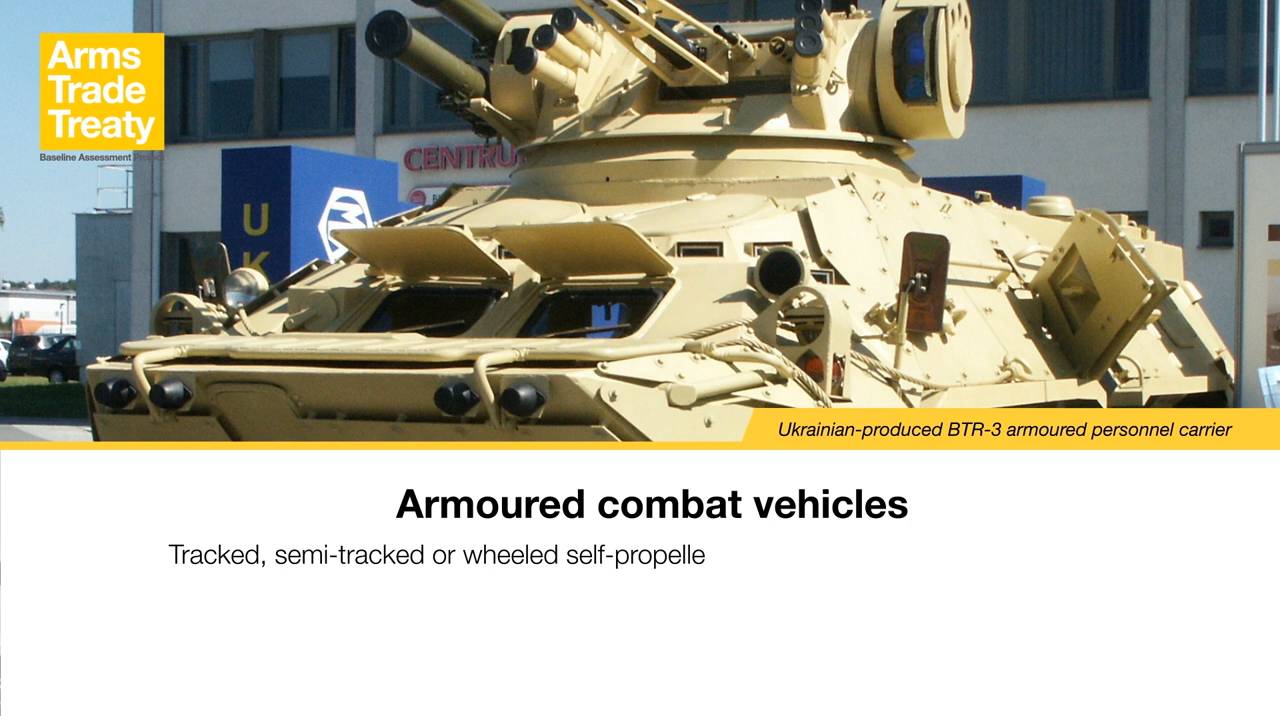 Arms
Trade
Treaty
Baseline Assessment Project
CENTRU
U
K
Ukrainian-produced BTR-3 armoured personnel carrier
Armoured combat vehicles
Tracked, semi-tracked or wheeled self-propelle